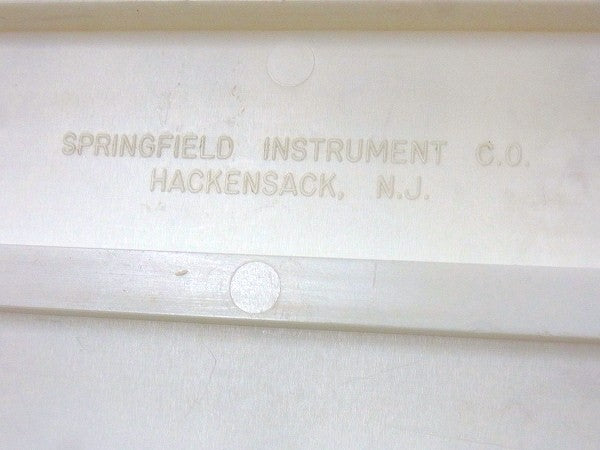 SPRINGFIELD INSTRUMENT C.O.
HACKENSACK, N.J.